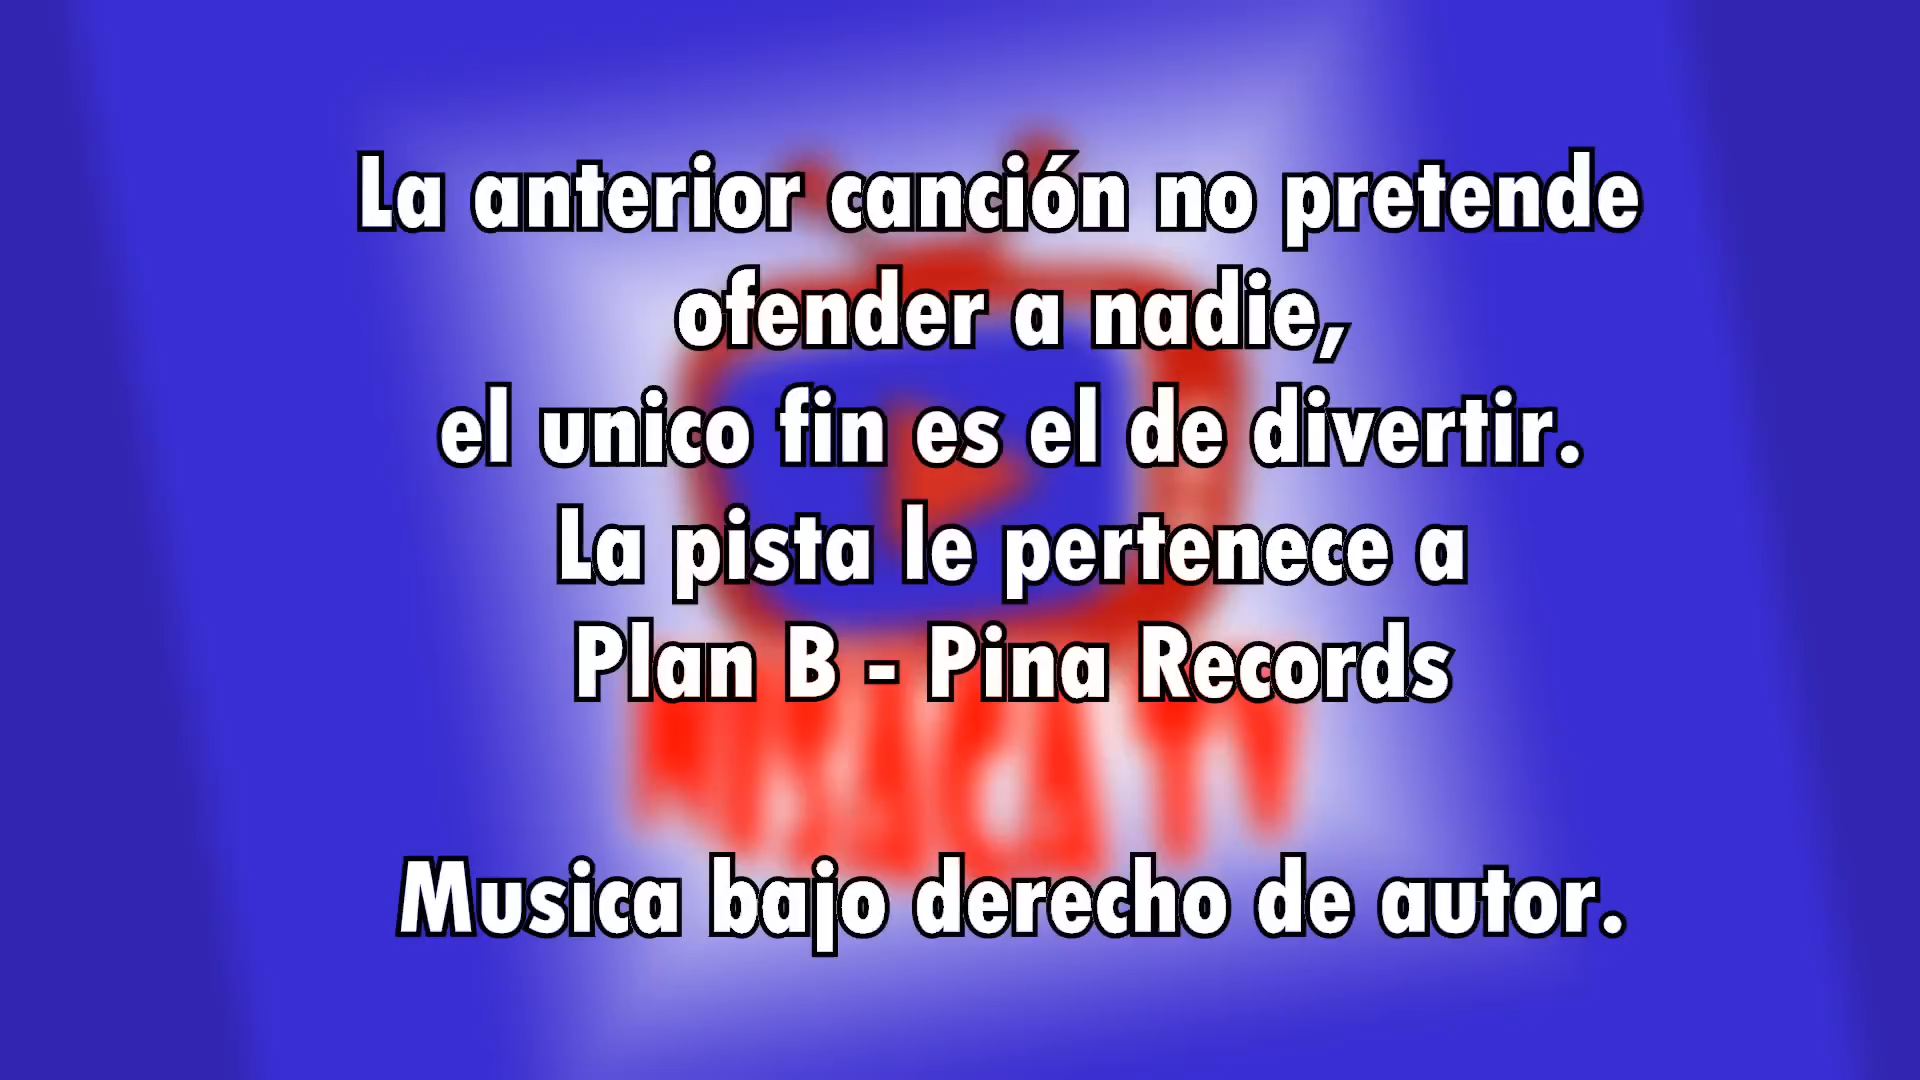 La anterior canción no pretende
ofender a nadie,
el unico fin es el de divertir.
La pista le pertenece a
Plan B - Pina Records
Musica bajo derecho de autor.